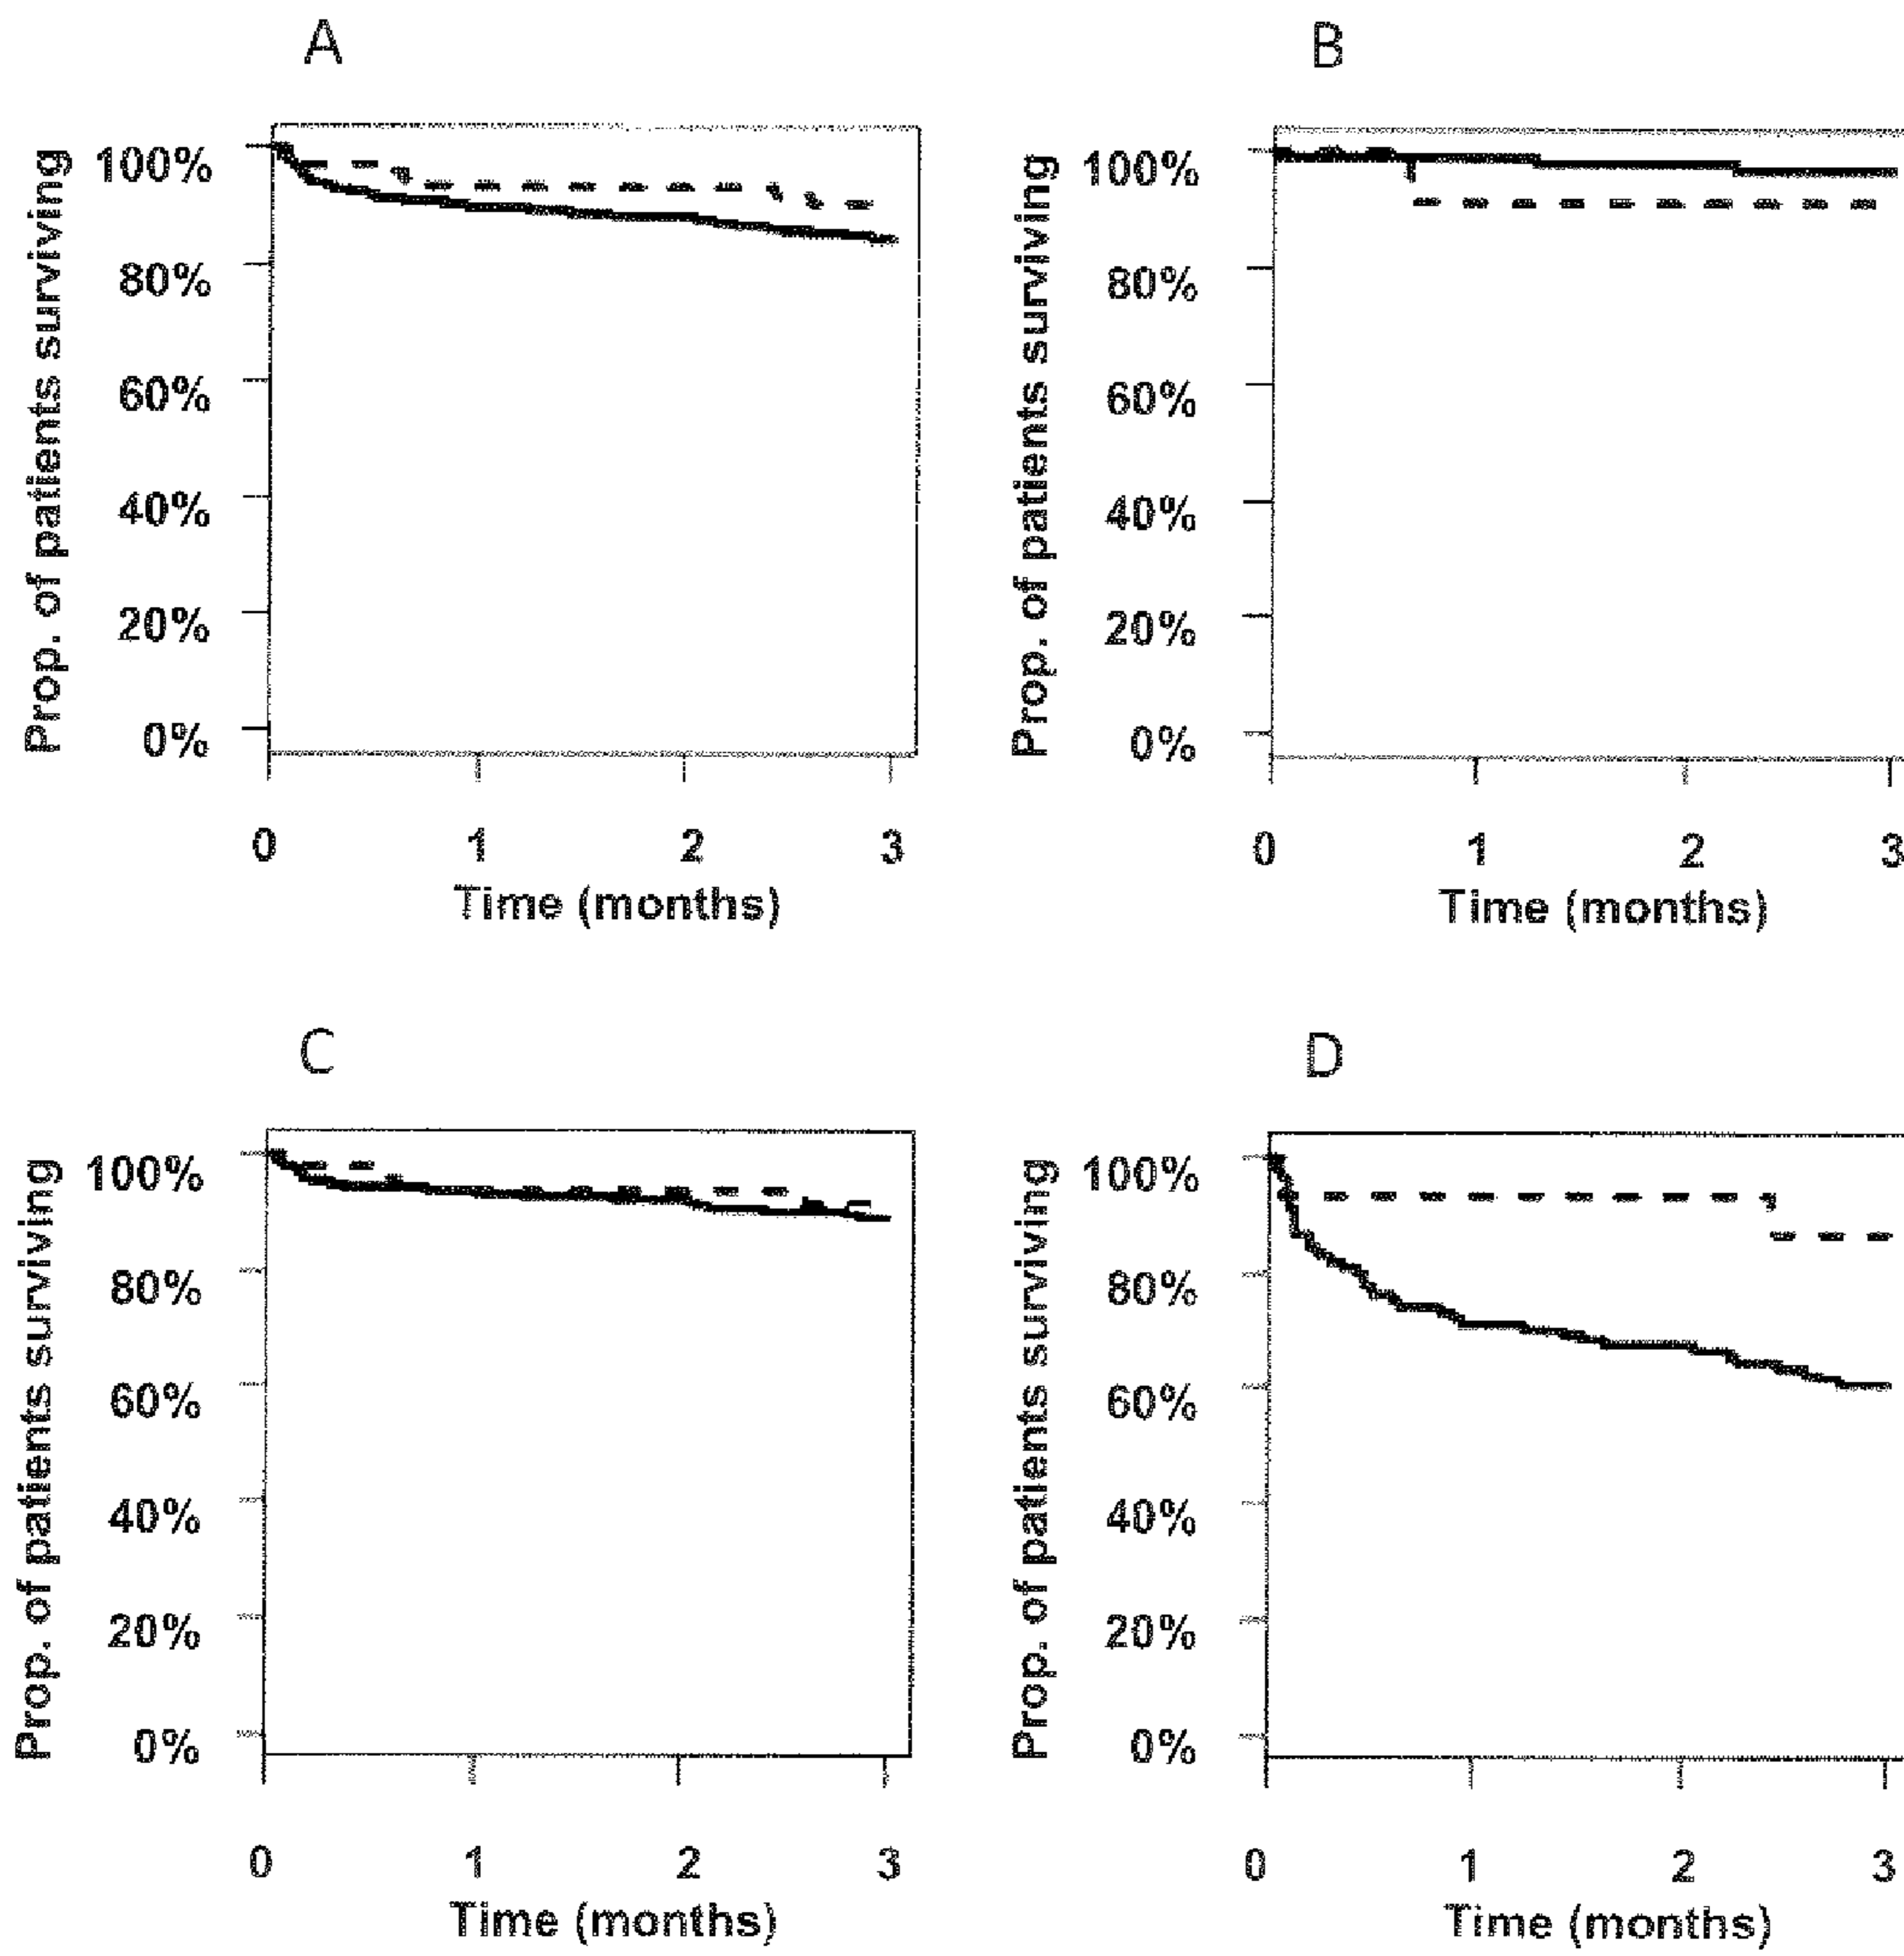 A
Prop. of patients surviving
100%
80%
60%
40%
20%
0%
0 1 2 3
Time (months)
B
Prop. of patients surviving
100%
80%
60%
40%
20%
0%
0 1 2 3
Time (months)
C
Prop. of patients surviving
100%
80%
60%
40%
20%
0%
0 1 2 3
Time (months)
D
Prop. of patients surviving
100%
80%
60%
40%
20%
0%
0 1 2 3
Time (months)